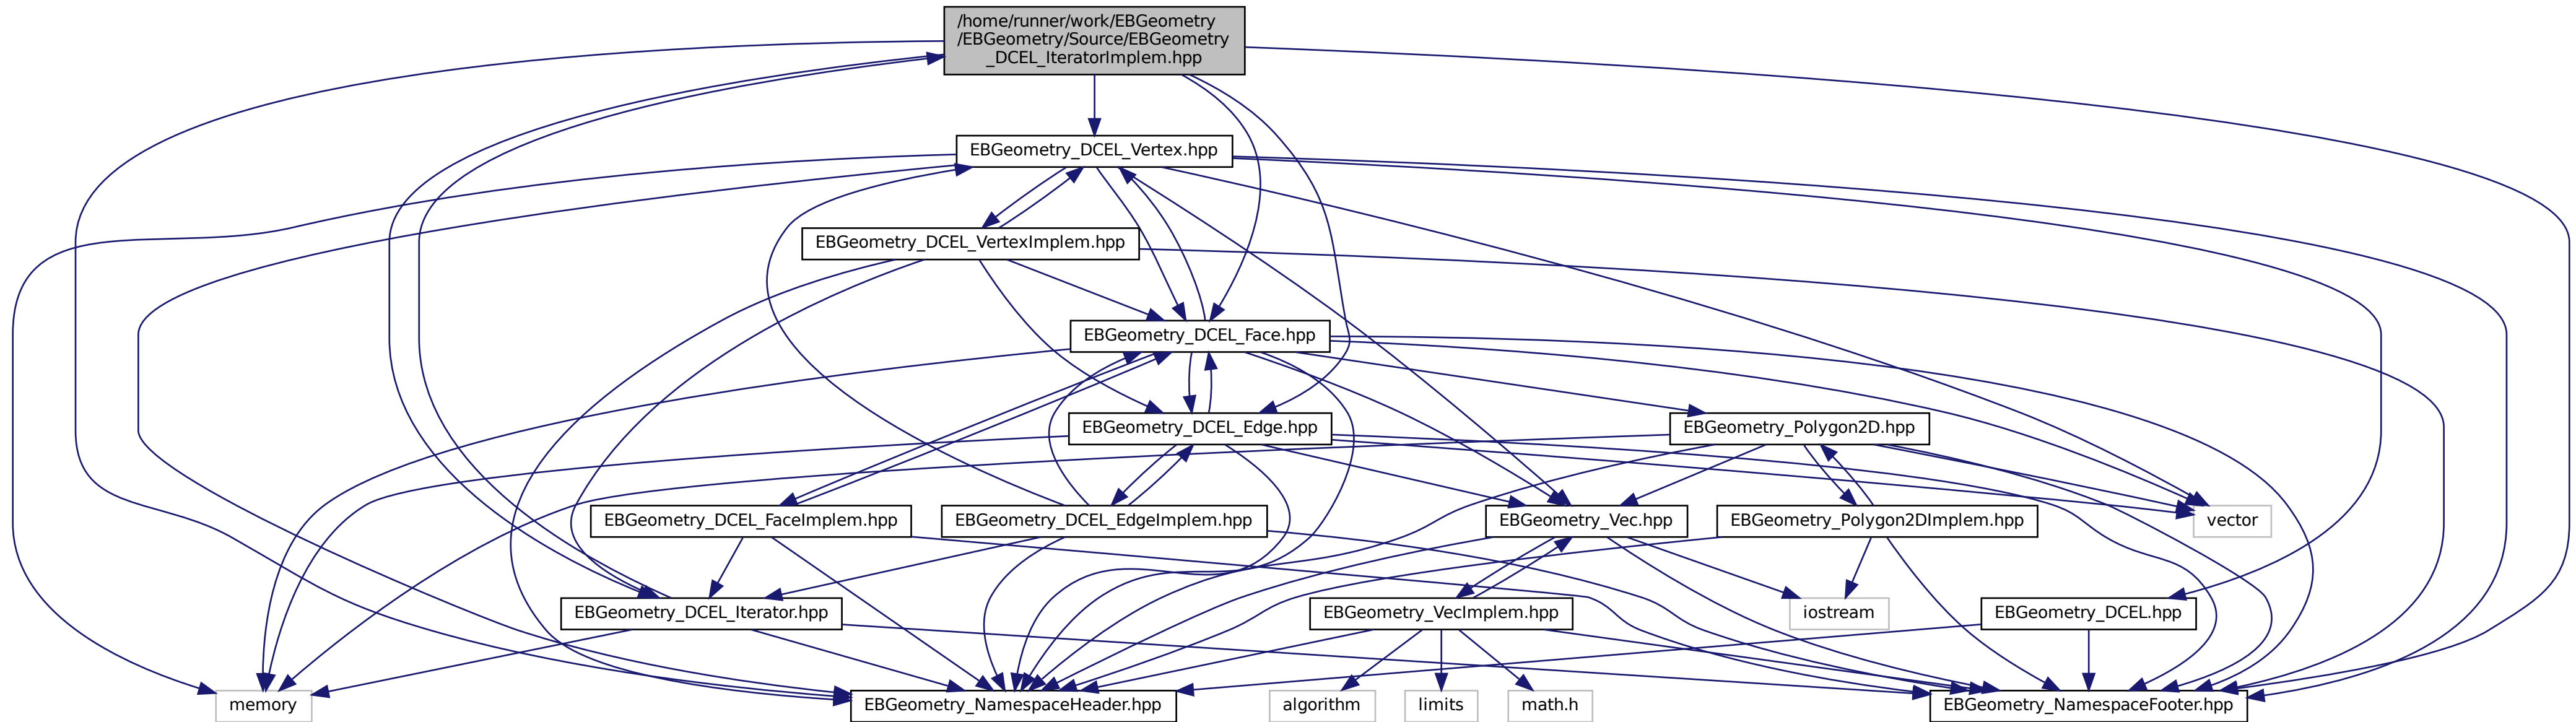 /home/runner/work/EBGeometry
/EBGeometry/Source/EBGeometry
_DCEL_IteratorImplem.hpp
EBGeometry_DCEL_Vertex.hpp
EBGeometry_DCEL_VertexImplem.hpp
EBGeometry_DCEL_Face.hpp
EBGeometry_DCEL_Edge.hpp
EBGeometry_Polygon2D.hpp
EBGeometry_DCEL_FaceImplem.hpp
EBGeometry_DCEL_EdgeImplem.hpp
EBGeometry_Vec.hpp
EBGeometry_Polygon2DImplem.hpp
vector
EBGeometry_DCEL_Iterator.hpp
EBGeometry_VecImplem.hpp
iostream
EBGeometry_DCEL.hpp
memory
EBGeometry_NamespaceHeader.hpp
algorithm
limits
math.h
EBGeometry_NamespaceFooter.hpp